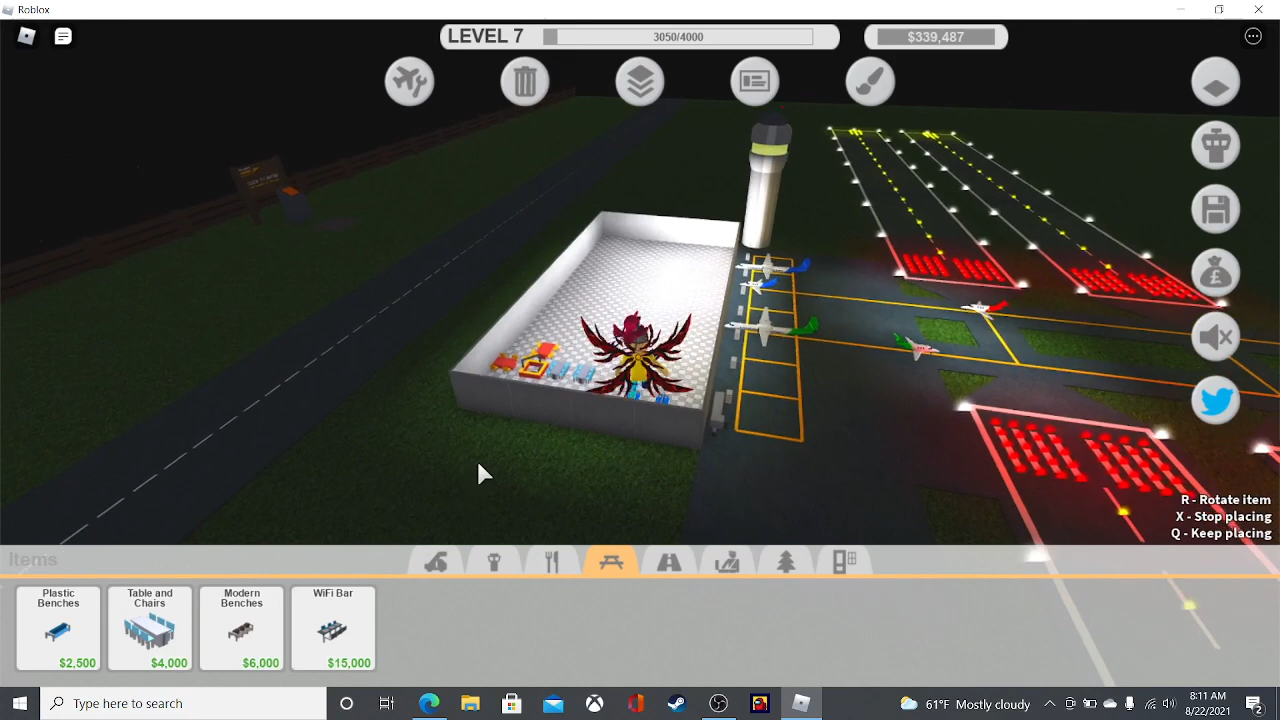 Roblox
LEVEL 7
3050/4000
$339,487
R - Rotate item
X - Stop placing
Q - Keep placing
Items
Plastic
Benches
$2,500
Table and
Chairs
$4,000
Modern
Benches
$6,000
WiFi Bar
$15,000
Type here to search
61°F Mostly cloudy
8:11 AM
8/22/2021
2